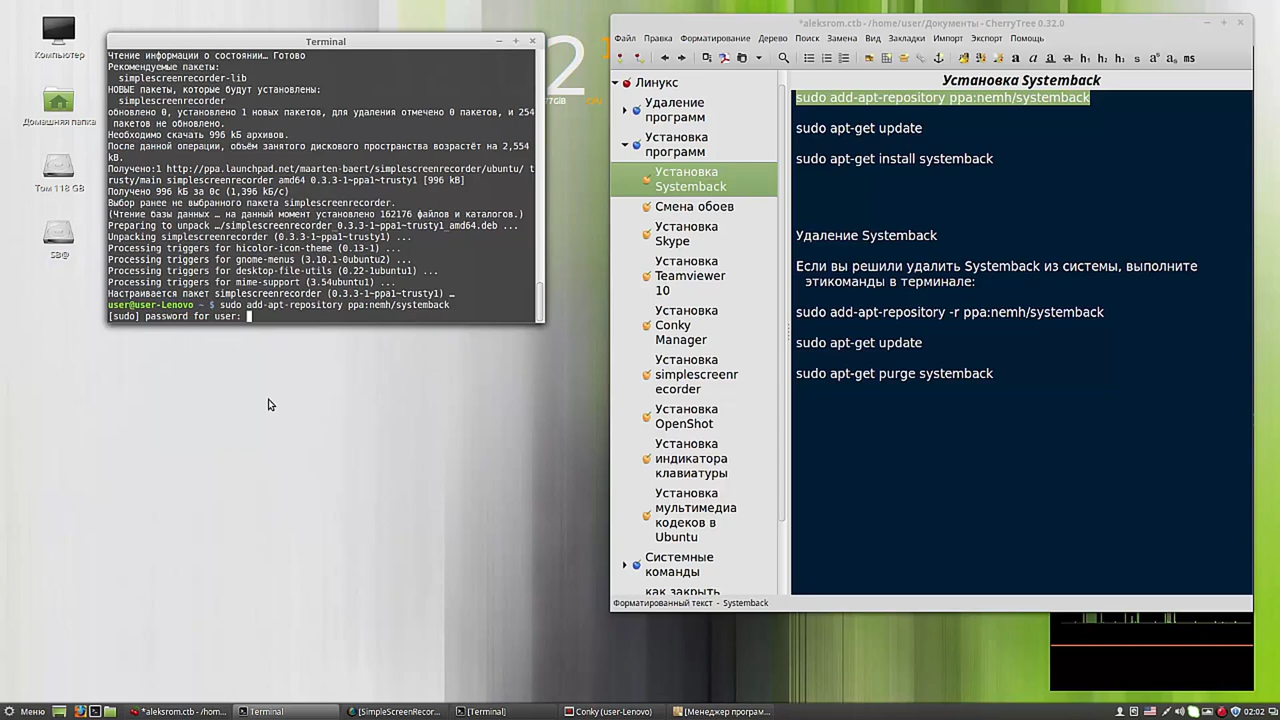 Компьютер
Домашняя папка
Том 118 GB
SB@
Terminal
Чтение информации о состоянии… Готово
Рекомендуемые пакеты:
simplescreenrecorder-lib
НОВЫЕ пакеты, которые будут установлены:
simplescreenrecorder
обновлено 0, установлено 1 новых пакетов, для удаления отмечено 0 пакетов, и 254
пакетов не обновлено.
Необходимо скачать 996 kБ архивов.
После данной операции, объём занятого дискового пространства возрастёт на 2,554
kB.
Получено:1 http://ppa.launchpad.net/maarten-baert/simplescreenrecorder/ubuntu/ t
rusty/main simplescreenrecorder amd64 0.3.3-1~ppa1~trusty1 [996 kB]
Получено 996 кБ за 0с (1,396 кБ/c)
Выбор ранее не выбранного пакета simplescreenrecorder.
(Чтение базы данных … на данный момент установлено 162176 файлов и каталогов.)
Preparing to unpack …/simplescreenrecorder_0.3.3-1~ppa1~trusty1_amd64.deb ...
Unpacking simplescreenrecorder (0.3.3-1~ppa1~trusty1) ...
Processing triggers for hicolor-icon-theme (0.13-1) ...
Processing triggers for gnome-menus (3.10.1-0ubuntu2) ...
Processing triggers for desktop-file-utils (0.22-1ubuntu1) ...
Processing triggers for mime-support (3.54ubuntu1) ...
Настраивается пакет simplescreenrecorder (0.3.3-1~ppa1~trusty1) …
user@user-Lenovo ~ $ sudo add-apt-repository ppa:nemh/systemback
[sudo] password for user:
2
*aleksrom.ctb - /home/user/Документы - CherryTree 0.32.0
Файл Правка Форматирование Дерево Поиск Замена Вид Закладки Импорт Экспорт Помощь
a a a a h1 h2 h3 s a a ms
Линукс
Удаление
программ
Установка
программ
Установка
Systemback
Смена обоев
Установка
Skype
Установка
Teamviewer
10
Установка
Conky
Manager
Установка
simplescreenr
ecorder
Установка
OpenShot
Установка
индикатора
клавиатуры
Установка
мультимедиа
кодеков в
Ubuntu
Системные
команды
как закрыть
Установка Systemback
sudo add-apt-repository ppa:nemh/systemback
sudo apt-get update
sudo apt-get install systemback
Удаление Systemback
Если вы решили удалить Systemback из системы, выполните
этикоманды в терминале:
sudo add-apt-repository -r ppa:nemh/systemback
sudo apt-get update
sudo apt-get purge systemback
Форматированный текст - Systemback
Меню *aleksrom.ctb - /hom... Terminal [SimpleScreenRecor... [Terminal] Conky (user-Lenovo) [Менеджер програм... 02:02